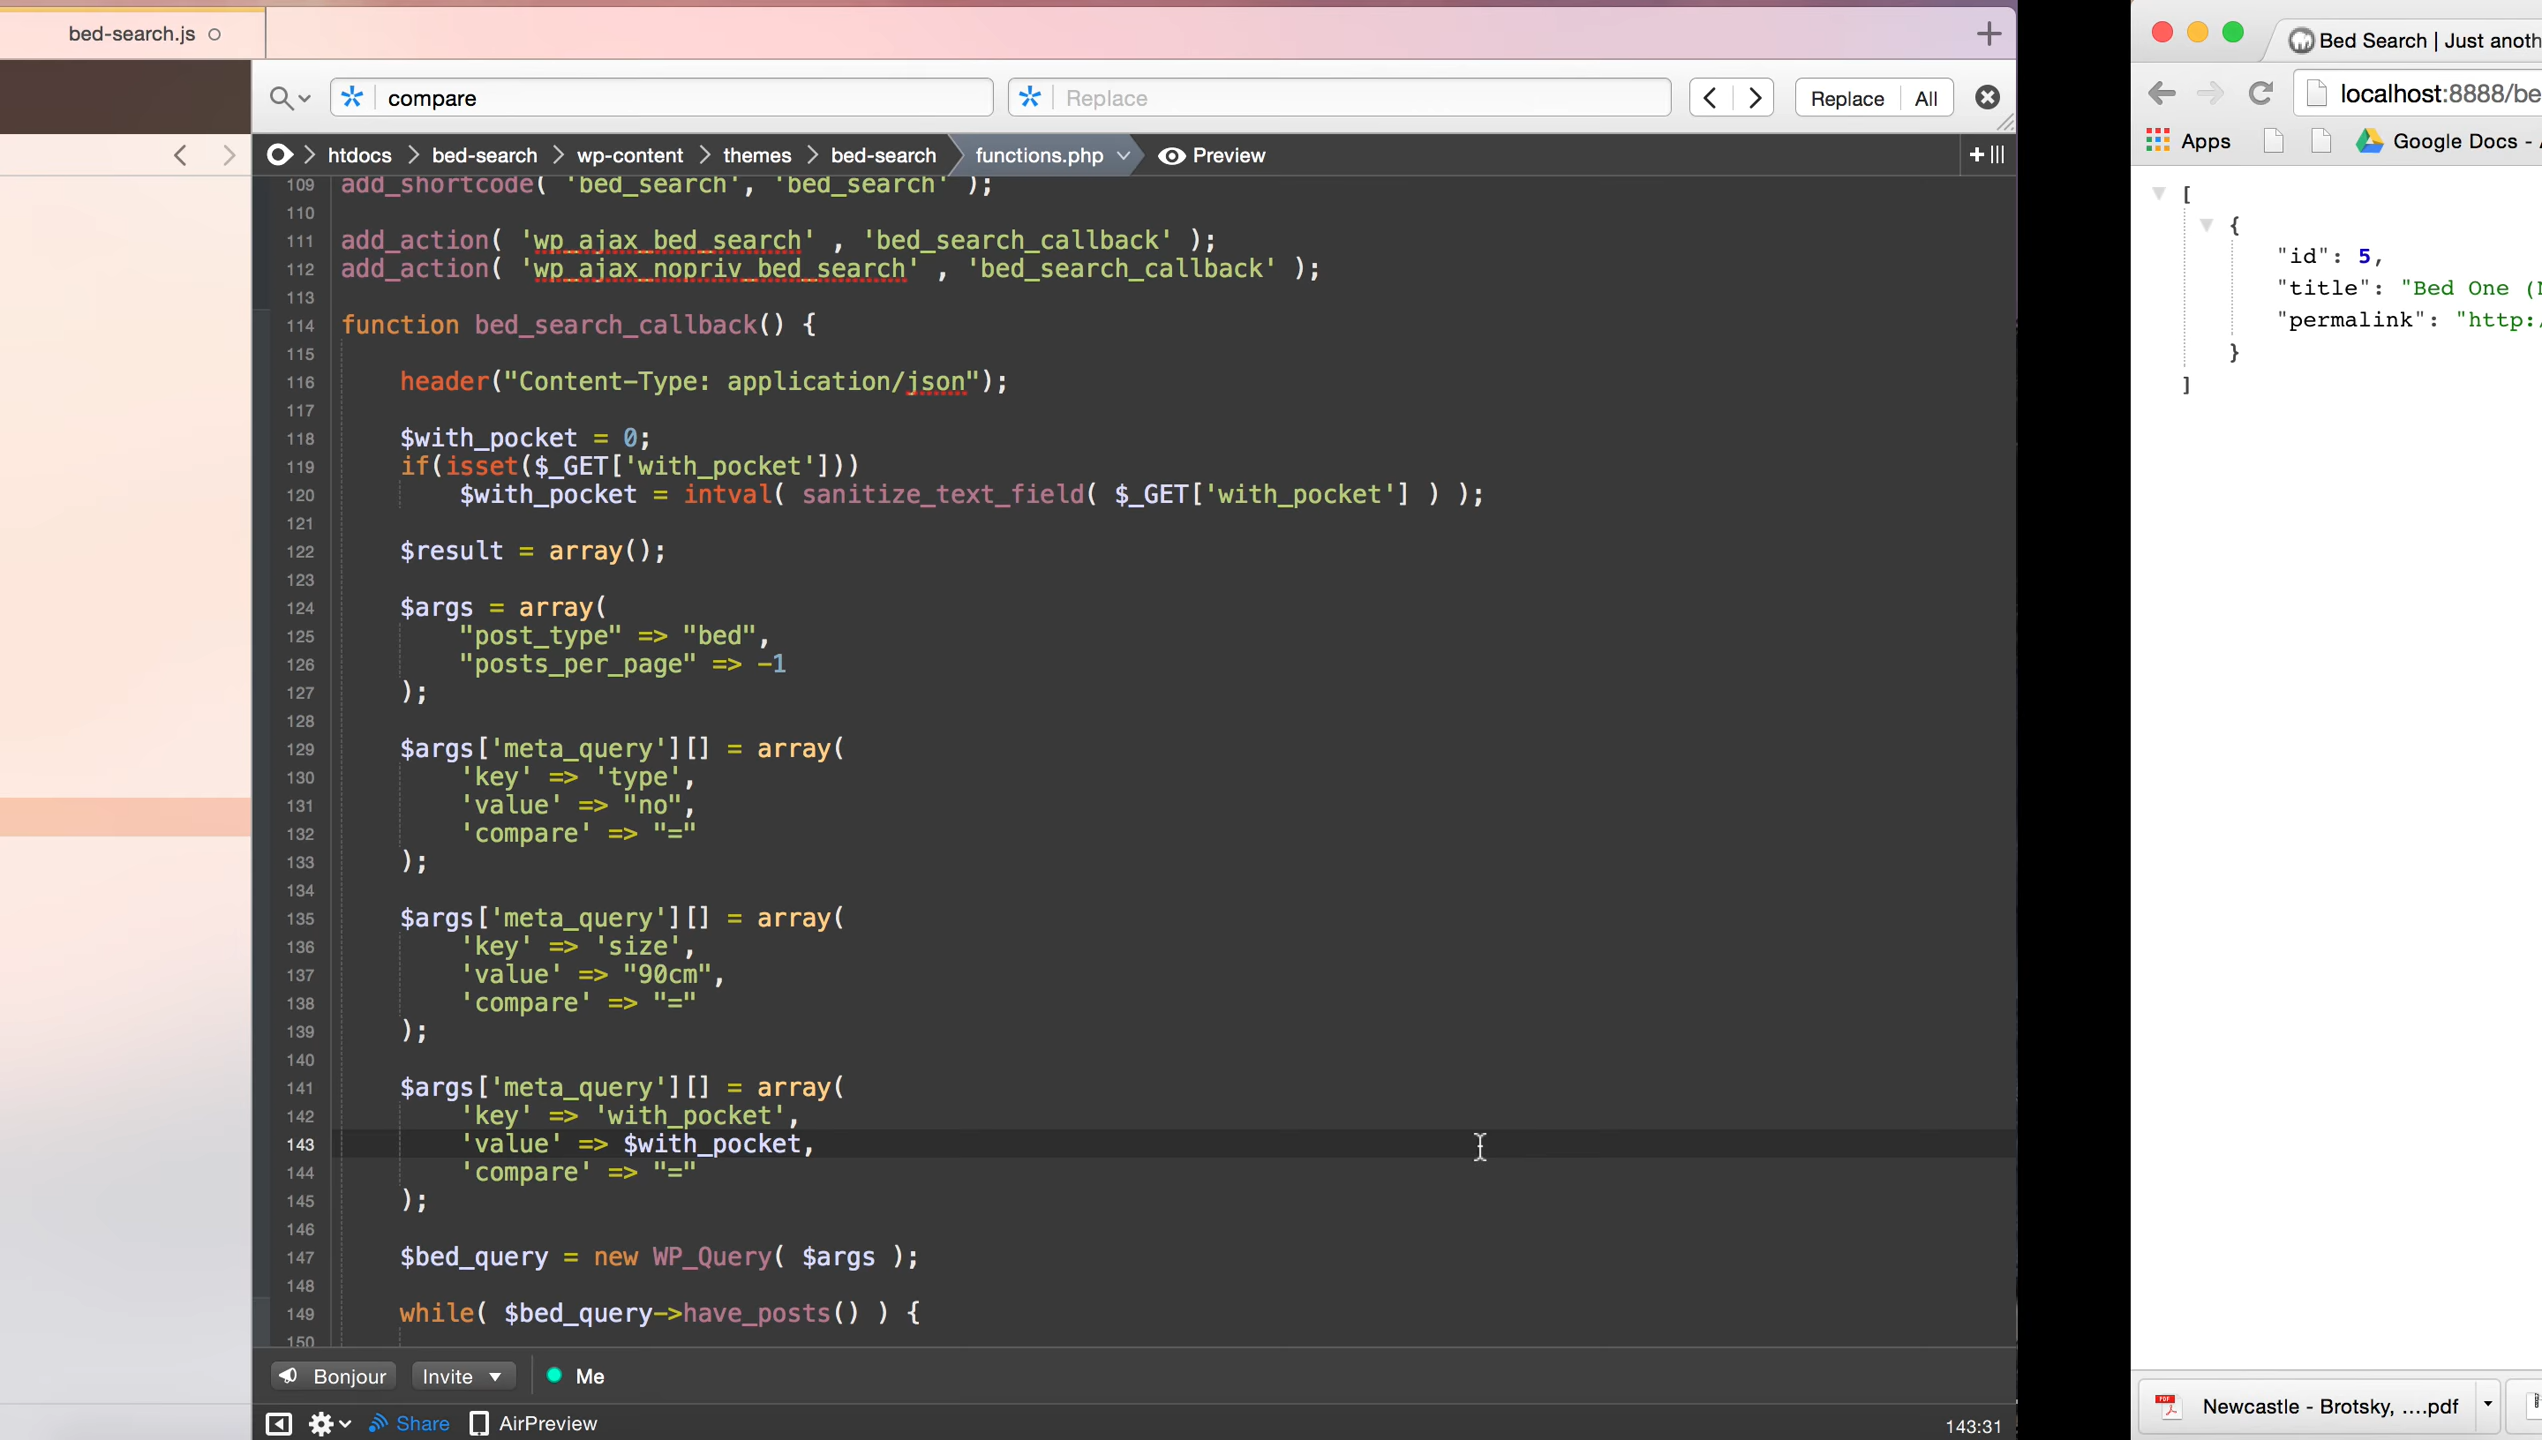 bed-search.js
compare
Replace
Replace
All
htdocs
bed-search
wp-content
themes
bed-search
functions.php
Preview
109 add_shortcode( 'bed_search', 'bed_search' );
110
111 add_action( 'wp_ajax_bed_search' , 'bed_search_callback' );
112 add_action( 'wp_ajax_nopriv_bed_search' , 'bed_search_callback' );
113
114 function bed_search_callback() {
115
116 header("Content-Type: application/json");
117
118 $with_pocket = 0;
119 if(isset($_GET['with_pocket']))
120 $with_pocket = intval( sanitize_text_field( $_GET['with_pocket'] ) );
121
122 $result = array();
123
124 $args = array(
125 "post_type" => "bed",
126 "posts_per_page" => -1
127 );
128
129 $args['meta_query'][] = array(
130 'key' => 'type',
131 'value' => "no",
132 'compare' => "="
133 );
134
135 $args['meta_query'][] = array(
136 'key' => 'size',
137 'value' => "90cm",
138 'compare' => "="
139 );
140
141 $args['meta_query'][] = array(
142 'key' => 'with_pocket',
143 'value' => $with_pocket,
144 'compare' => "="
145 );
146
147 $bed_query = new WP_Query( $args );
148
149 while( $bed_query->have_posts() ) {
150
Bonjour
Invite
Me
Share
AirPreview
143:31
Bed Search | Just anoth
localhost:8888/be
Apps
Google Docs -
[
{
"id": 5,
"title": "Bed One (
"permalink": "http:
}
]
Newcastle - Brotsky, ....pdf